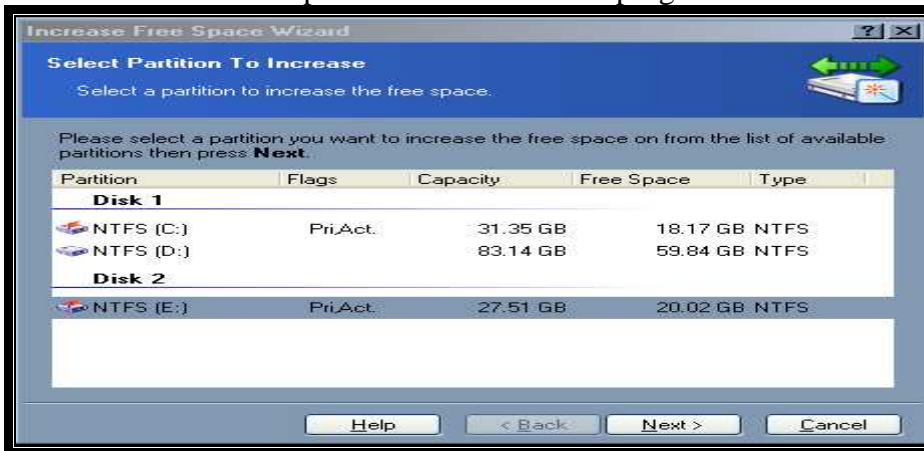 Increase Free Space Wizard
Select Partition To Increase
Select a partition to increase the free space.
Please select a partition you want to increase the free space on from the list of available
partitions then press Next.
Partition Flags Capacity Free Space Type
Disk 1
NTFS (C:) Pri,Act. 31.35 GB 18.17 GB NTFS
NTFS (D:) 83.14 GB 59.84 GB NTFS
Disk 2
NTFS (E:) Pri,Act. 27.51 GB 20.02 GB NTFS
Help < Back Next > Cancel